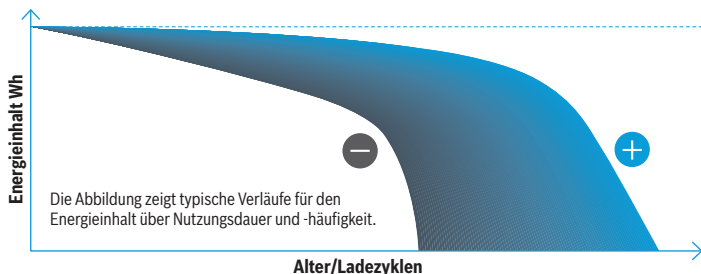 Energieinhalt Wh
−
+
Die Abbildung zeigt typische Verläufe für den
Energieinhalt über Nutzungsdauer und -häufigkeit.
Alter/Ladezyklen